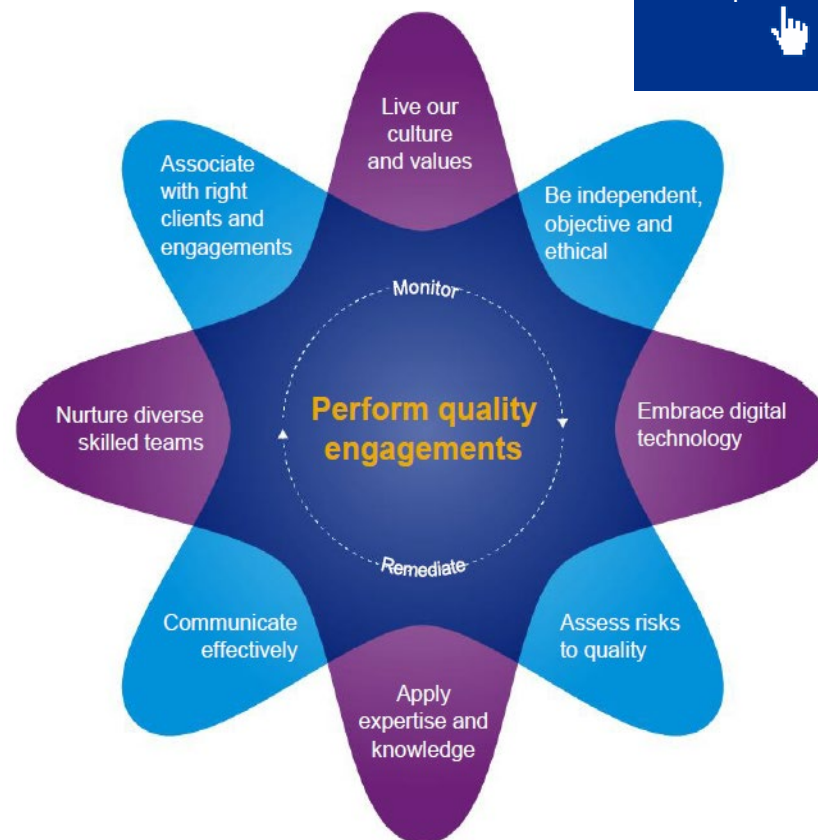 Live our
culture
and values
Be independent,
objective and
ethical
Embrace digital
technology
Assess risks
to quality
Apply
expertise and
knowledge
Communicate
effectively
Nurture diverse
skilled teams
Associate
with right
clients and
engagements
Monitor
Perform quality
engagements
Remediate